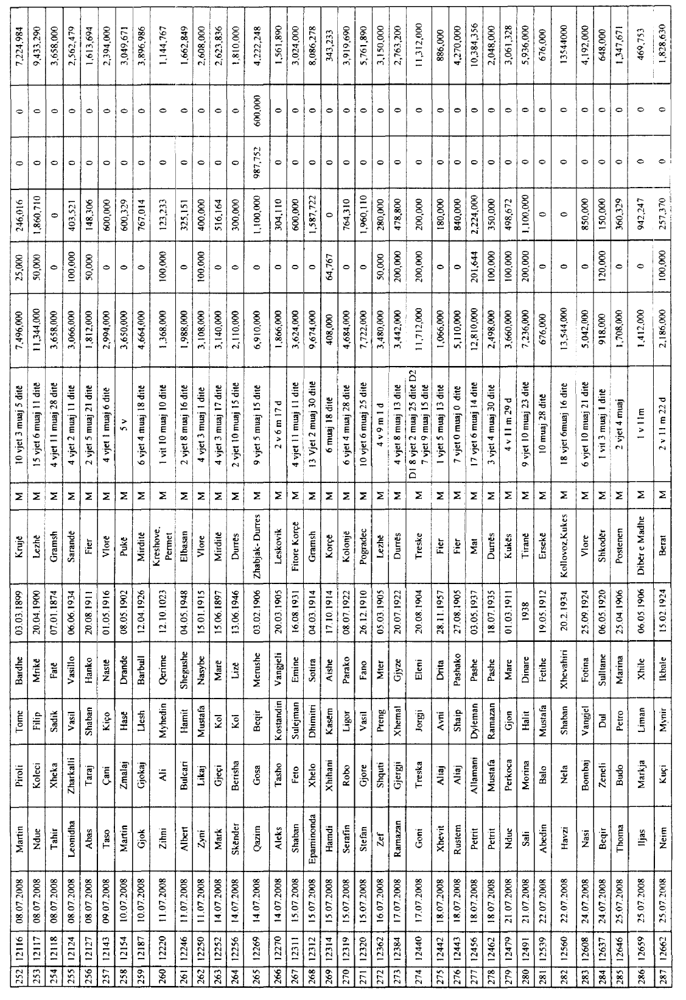 252 12116 08.07.2008 Martin Piroli Tome Bardhe 03.03.1899 Krujë M 10 vjet 3 muaj 5 ditë 7,496,000 25,000 246,016 0 0 7,224,984
253 12117 08.07.2008 Ndue Koleci Filip Mrikë 20.04.1900 Lezhë M 15 vjet 6 muaj 11 ditë 11,344,000 50,000 1,860,710 0 0 9,433,290
254 12118 08.07.2008 Tahir Xheka Sadik Fatë 07.01.1874 Gramsh M 4 vjet 11 muaj 28 ditë 3,658,000 0 0 0 0 3,658,000
255 12124 08.07.2008 Leonidha Zharkalli Vasil Vasillo 06.06.1934 Sarandë M 4 vjet 2 muaj 11 ditë 3,066,000 100,000 403,521 0 0 2,562,479
256 12127 08.07.2008 Abas Taraj Shaban Hanko 20.08.1911 Fier M 2 vjet 5 muaj 21 ditë 1,812,000 50,000 148,306 0 0 1,613,694
257 12143 09.07.2008 Taso Çani Kiço Nastë 01.05.1916 Vlorë M 4 vjet 1 muaj 6 ditë 2,994,000 0 600,000 0 0 2,394,000
258 12154 10.07.2008 Martin Zmalaj Hasë Drande 08.05.1902 Pukë M 5 v 3,650,000 0 600,329 0 0 3,049,671
259 12187 10.07.2008 Gjok Gjokaj Llesh Barbull 12.04.1926 Mirditë M 6 vjet 4 muaj 18 ditë 4,664,000 0 767,014 0 0 3,896,986
260 12220 11.07.2008 Zihni Ali Myhedin Qerime 12.10.1023 Kreshove, Permet M 1 vit 10 muaj 10 ditë 1,368,000 100,000 123,233 0 0 1,144,767
261 12246 11.07.2008 Albert Bulcari Hamit Shegushe 04.05.1948 Elbasan M 2 vjet 8 muaj 16 ditë 1,988,000 0 325,151 0 0 1,662,849
262 12250 11.07.2008 Zyni Likaj Mustafa Nasybe 15.01.1915 Vlore M 4 vjet 3 muaj 1 ditë 3,108,000 100,000 400,000 0 0 2,608,000
263 12252 14.07.2008 Mark Gjeçi Kol Marë 15.06.1897 Mirditë M 4 vjet 3 muaj 17 ditë 3,140,000 0 516,164 0 0 2,623,836
264 12256 14.07.2008 Skënder Berisha Kol Lizë 13.06.1946 Durrës M 2 vjet 10 muaj 15 ditë 2,110,000 0 300,000 0 0 1,810,000
265 12269 14.07.2008 Qazim Gosa Beqir Merushe 03.02.1906 Zhabjak- Durres M 9 vjet 5 muaj 15 ditë 6,910,000 0 1,100,000 987,752 600,000 4,222,248
266 12270 14.07.2008 Aleks Tasho Kostandin Vangjeli 20.03.1905 Leskovik M 2 v 6 m 17 d 1,866,000 0 304,110 0 0 1,561,890
267 12311 15.07.2008 Shaban Feto Sulejman Emine 16.08.1931 Fitore Korçë M 4 vjet 11 muaj 11 ditë 3,624,000 0 600,000 0 0 3,024,000
268 12312 15.07.2008 Epaminonda Xhelo Dhimitri Sotira 04.03.1914 Gramsh M 13 Vjet 2 muaj 30 ditë 9,674,000 0 1,587,722 0 0 8,086,278
269 12314 15.07.2008 Hamdi Xhihani Kasëm Aishe 17.10.1914 Korçë M 6 muaj 18 ditë 408,000 64,767 0 0 0 343,233
270 12319 15.07.2008 Serafin Robo Ligor Parako 08.07.1922 Kolonjë M 6 vjet 4 muaj 28 ditë 4,684,000 0 764,310 0 0 3,919,690
271 12320 15.07.2008 Stefan Gjore Vasil Fano 26.12.1910 Pogradec M 10 vjet 6 muaj 25 ditë 7,722,000 0 1,960,110 0 0 5,761,890
272 12362 16.07.2008 Zef Shquti Preng Mter 05.03.1905 Lezhë M 4 v 9 m 1 d 3,480,000 50,000 280,000 0 0 3,150,000
273 12384 17.07.2008 Ramazan Gjergji Xhemal Gjyze 20.07.1922 Durrës M 4 vjet 8 muaj 13 ditë 3,442,000 200,000 478,800 0 0 2,763,200
274 12440 17.07.2008 Goni Treska Jorgji Eleni 20.08.1904 Treske M D1 8 vjet 2 muaj 25 ditë D2 7 vjet 9 muaj 15 ditë 11,712,000 200,000 200,000 0 0 11,312,000
275 12442 18.07.2008 Xhevit Aliaj Avni Drita 28.11.1957 Fier M 1 vjet 5 muaj 13 ditë 1,066,000 0 180,000 0 0 886,000
276 12443 18.07.2008 Rustem Aliaj Shaip Pashako 27.08.1905 Fier M 7 vjet 0 muaj 0 ditë 5,110,000 0 840,000 0 0 4,270,000
277 12456 18.07.2008 Petrit Allamani Dyleman Pashe 03.05.1937 Mat M 17 vjet 6 muaj 14 ditë 12,810,000 201,644 2,224,000 0 0 10,384,356
278 12462 18.07.2008 Petrit Mustafa Ramazan Pashe 18.07.1935 Durrës M 3 vjet 4 muaj 30 ditë 2,498,000 100,000 350,000 0 0 2,048,000
279 12479 21.07.2008 Ndue Perkoca Gjon Mare 01.03.1911 Kukës M 4 v 11 m 29 d 3,660,000 100,000 498,672 0 0 3,061,328
280 12491 21.07.2008 Sali Morina Halit Dinare 1938 Tiranë M 9 vjet 10 muaj 23 ditë 7,236,000 200,000 1,100,000 0 0 5,936,000
281 12539 22.07.2008 Abedin Balo Mustafa Fetihe 19.05.1912 Ersekë M 10 muaj 28 ditë 676,000 0 0 0 0 676,000
282 12560 22.07.2008 Havzi Nela Shaban Xhevahiri 20.2.1934 Kollovoz,Kukes M 18 vjet 6muaj 16 ditë 13,544,000 0 0 0 0 13544000
283 12608 24.07.2008 Nasi Bombaj Vangjel Fotina 25.09.1924 Vlore M 6 vjet 10 muaj 21 ditë 5,042,000 0 850,000 0 0 4,192,000
284 12637 24.07.2008 Beqir Zeneli Dul Sulltane 06.05.1920 Shkodër M 1 vit 3 muaj 1 ditë 918,000 120,000 150,000 0 0 648,000
285 12646 25.07.2008 Thoma Budo Petro Marina 25.04.1906 Postenen M 2 vjet 4 muaj 1,708,000 0 360,329 0 0 1,347,671
286 12659 25.07.2008 Iljas Markja Liman Xhile 06.05.1906 Dibër e Madhe M 1 v 11m 1,412,000 0 942,247 0 0 469,753
287 12662 25.07.2008 Neim Kuçi Mynir Ikbale 15.02.1924 Berat M 2 v 11 m 22 d 2,186,000 100,000 257,370 0 0 1,828,630